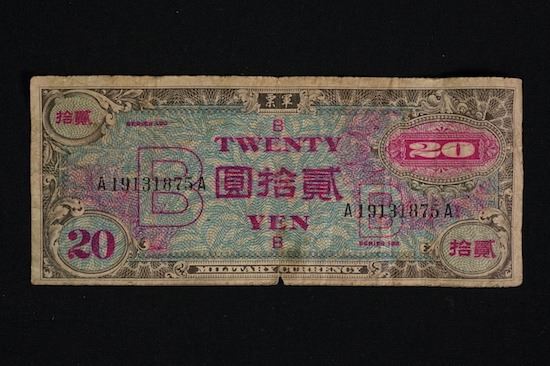 票軍
拾貳
SERIES 100
B
TWENTY
20
B
A19131875A
圓拾貳
A19131875A
YEN
B
B
SERIES 100
20
拾貳
MILITARY CURRENCY